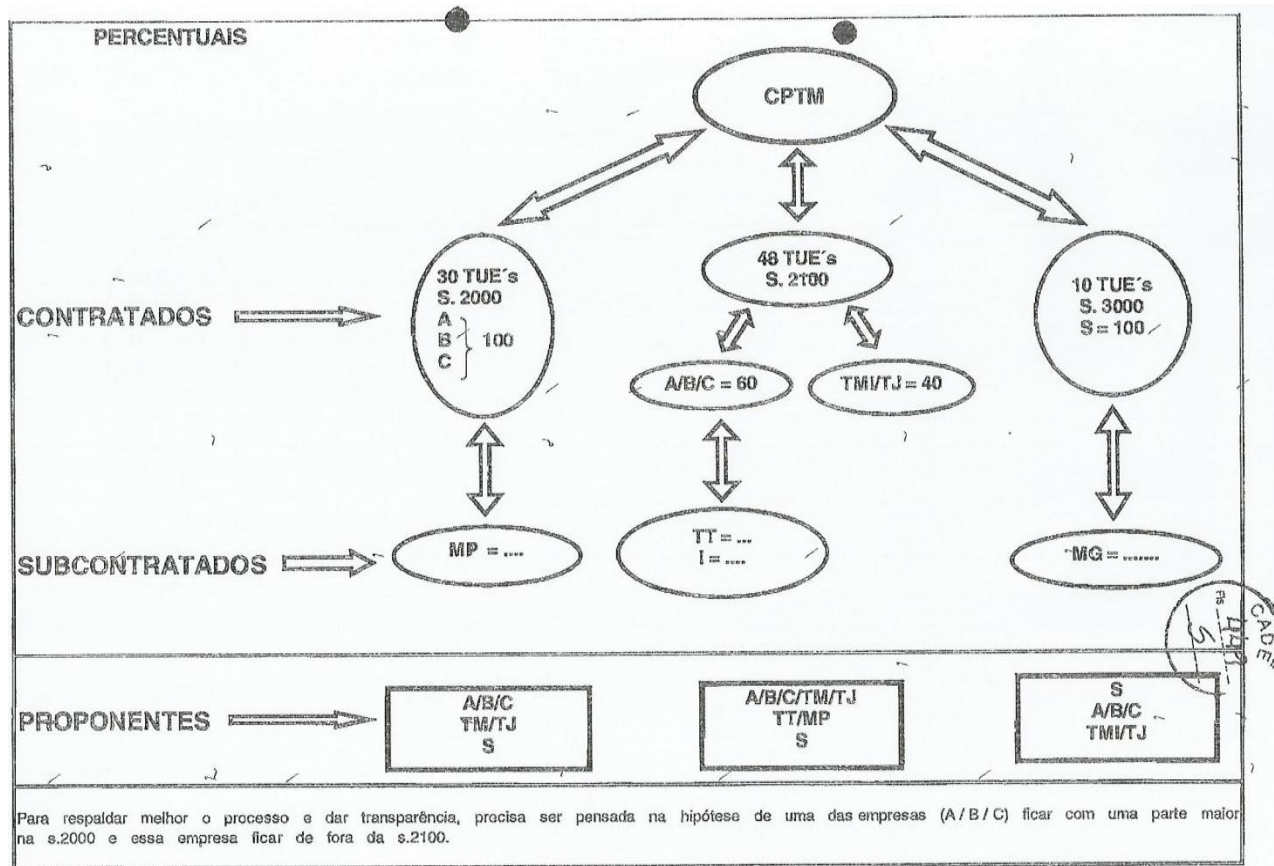 PERCENTUAIS
CPTM
CONTRATADOS
30 TUE´s
S. 2000
A
B
C
100
48 TUE´s
S. 2100
10 TUE´s
S. 3000
S = 100
A/B/C = 60
TMI/TJ = 40
SUBCONTRATADOS
MP = ....
TT = ...
I = ....
MG = .......
CADE
Fls
PROPONENTES
A/B/C
TM/TJ
S
A/B/C/TM/TJ
TT/MP
S
S
A/B/C
TMI/TJ
Para respaldar melhor o processo e dar transparência, precisa ser pensada na hipótese de uma das empresas (A / B / C) ficar com uma parte maior
na s.2000 e essa empresa ficar de fora da s.2100.